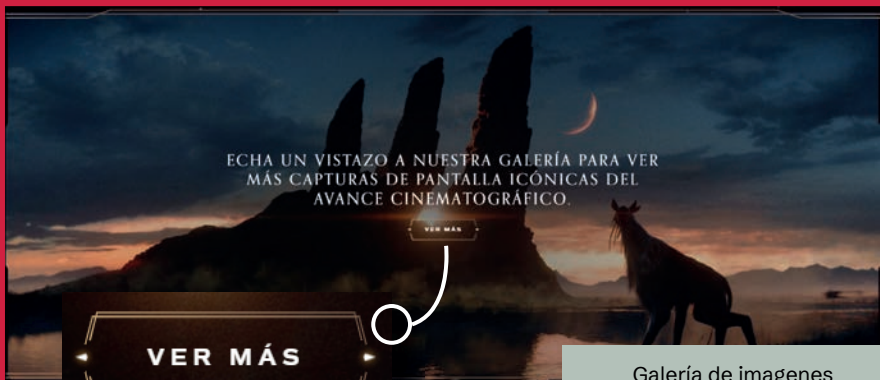 ECHA UN VISTAZO A NUESTRA GALERÍA PARA VER
MÁS CAPTURAS DE PANTALLA ICÓNICAS DEL
AVANCE CINEMATOGRÁFICO.
VER MÁS
VER MÁS
Galería de imagenes